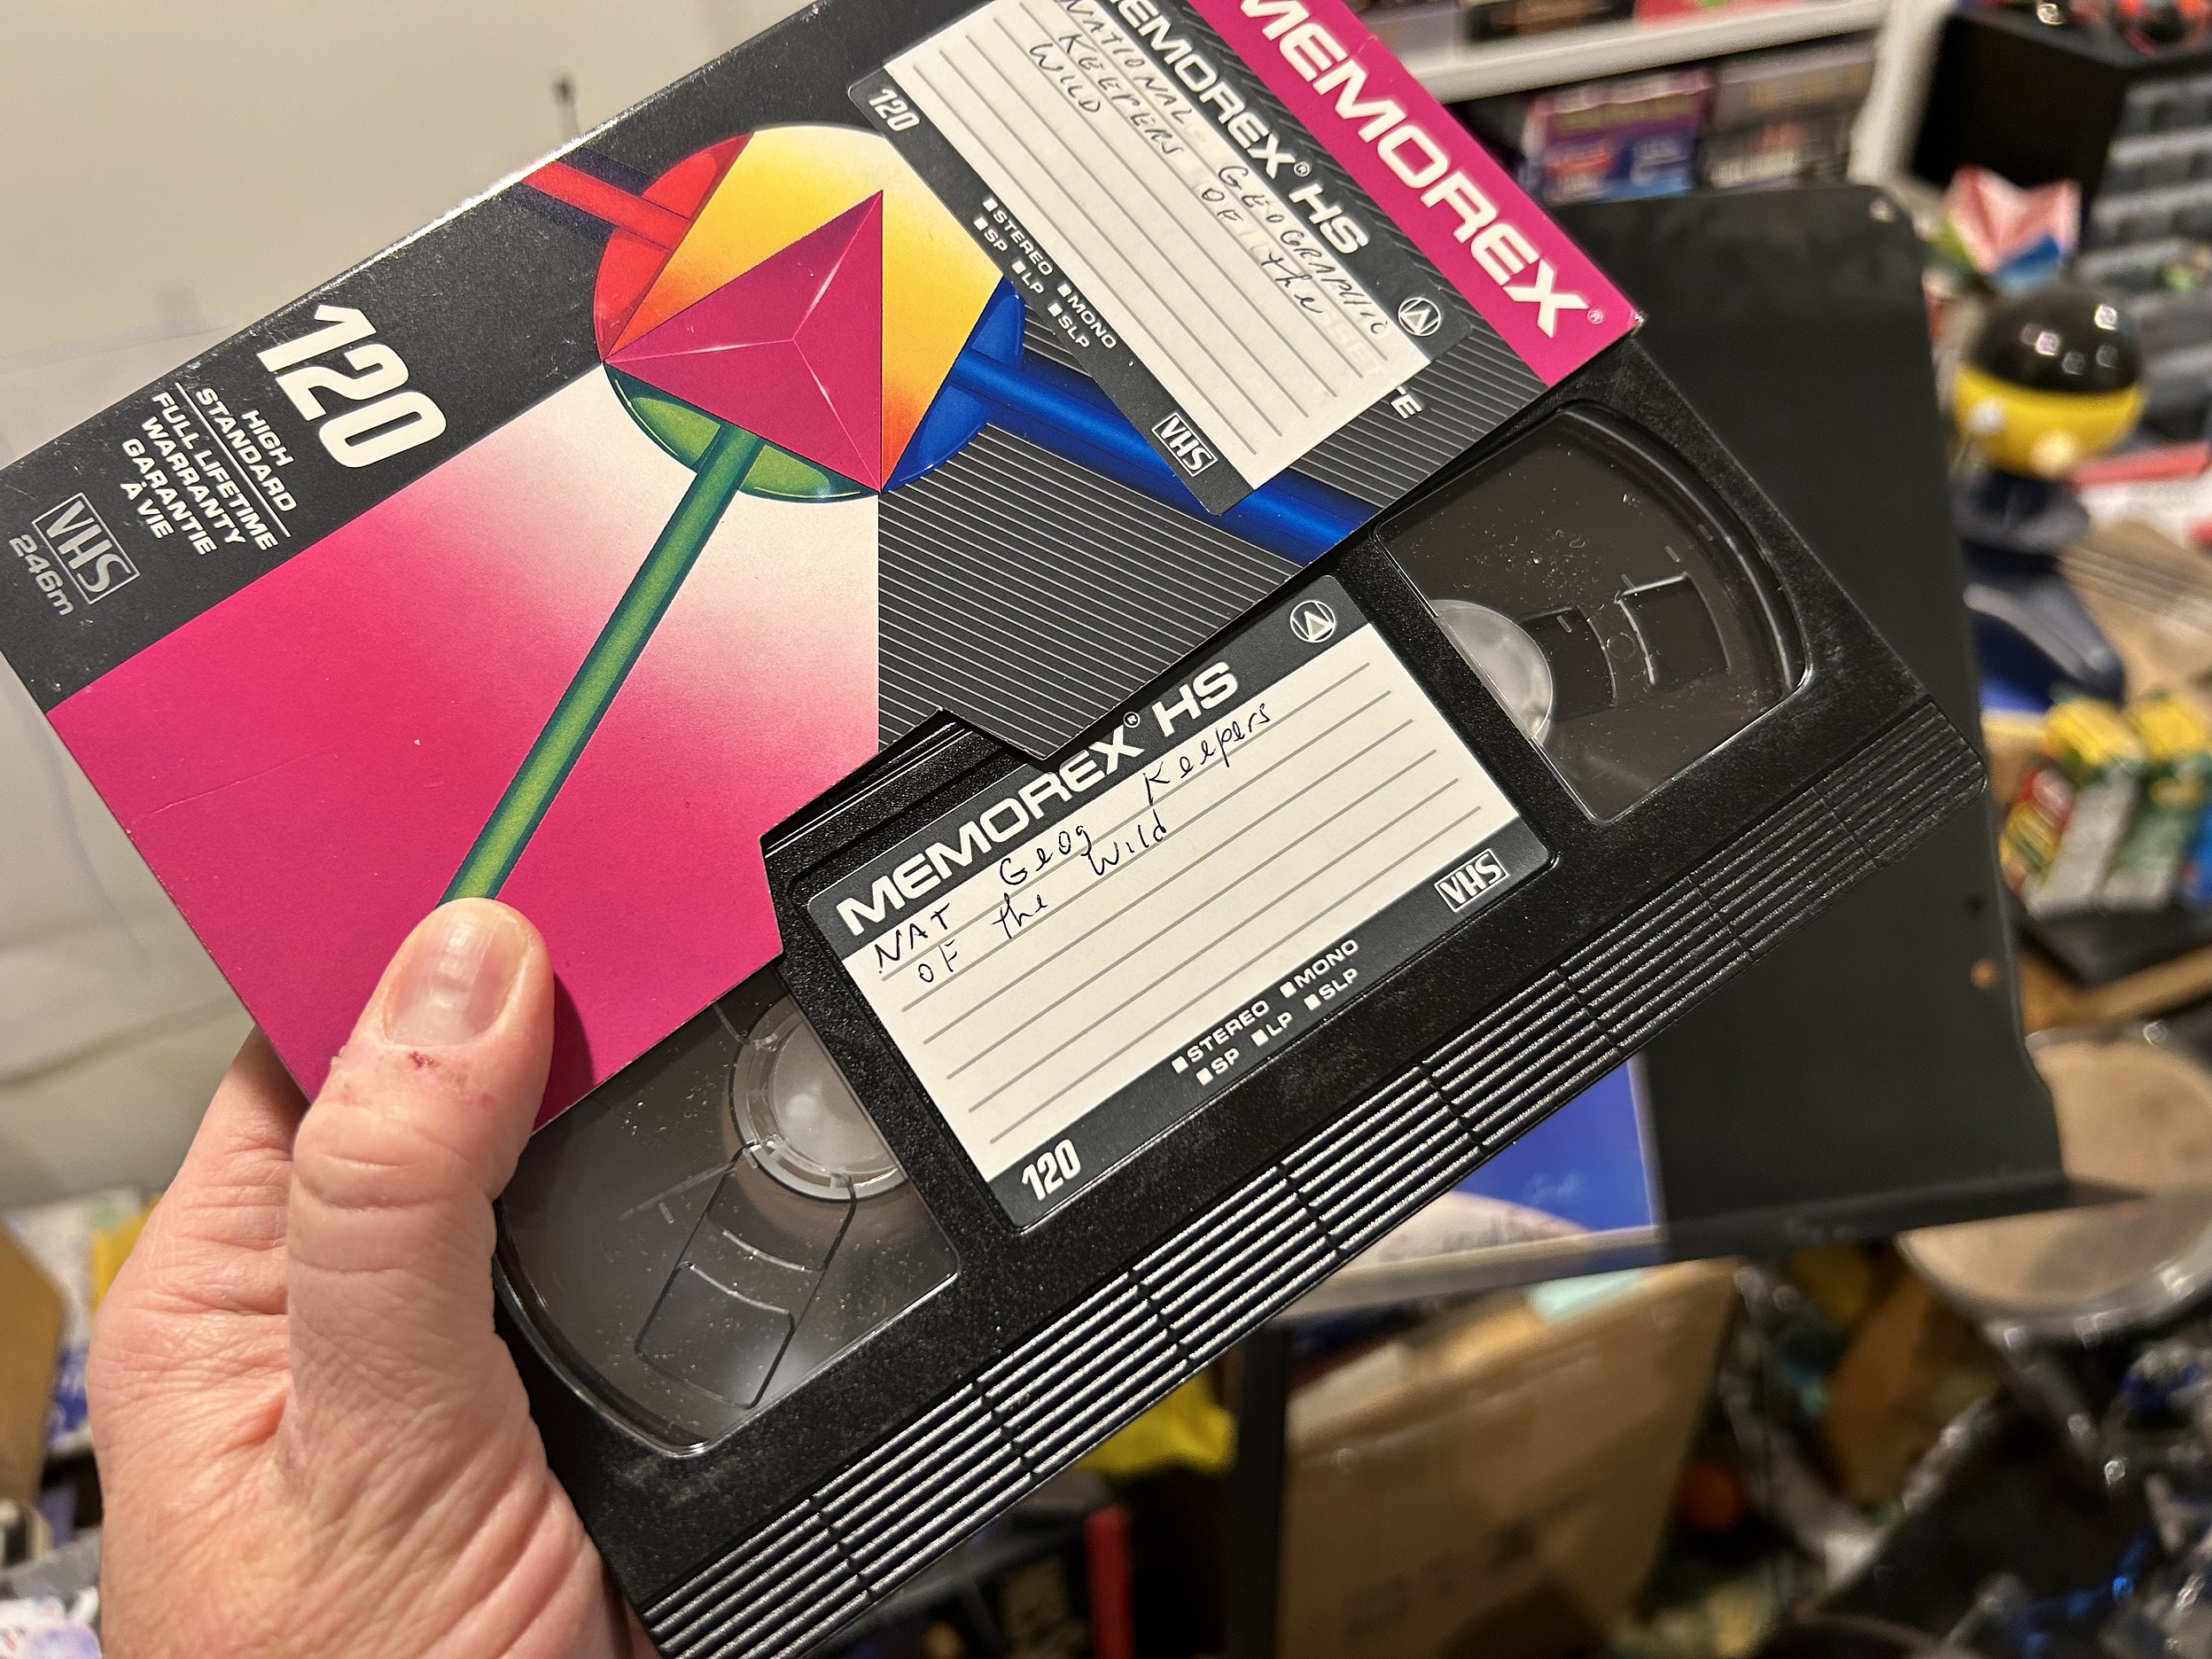 MEMOREX®
MEMOREX® HS
NATIONAL GEOGRAPHIC
KEEPERS OF the
WILD
120
■STEREO ■MONO
■SP ■LP ■SLP
VHS
TE
120
HIGH
STANDARD
FULL LIFETIME
WARRANTY
GARANTIE
À VIE
VHS
246m
MEMOREX® HS
NAT Geog Keepers
OF the Wild
■STEREO ■MONO
■SP ■LP ■SLP
120
VHS